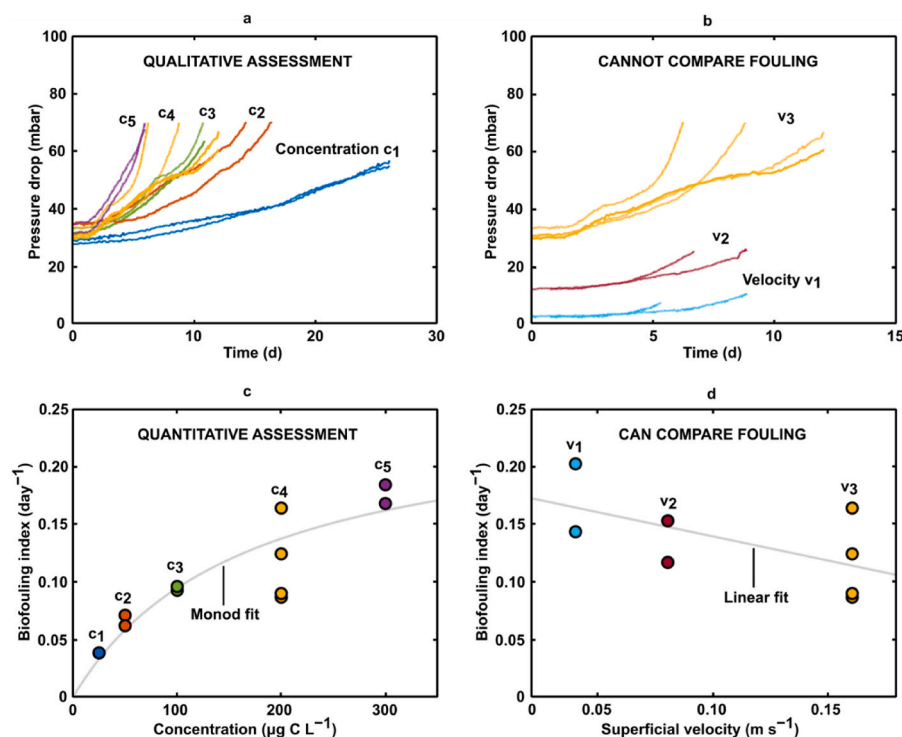 a
QUALITATIVE ASSESSMENT
Pressure drop (mbar)
100
80
60
40
20
0
c5
c4
c3
c2
Concentration c1
0
10
20
30
Time (d)
b
CANNOT COMPARE FOULING
Pressure drop (mbar)
100
80
60
40
20
0
v3
v2
Velocity v1
0
5
10
15
Time (d)
c
QUANTITATIVE ASSESSMENT
Biofouling index (day⁻¹)
0.25
0.20
0.15
0.10
0.05
0
c1
c2
c3
c4
c5
Monod fit
0
100
200
300
Concentration (µg C L⁻¹)
d
CAN COMPARE FOULING
Biofouling index (day⁻¹)
0.25
0.20
0.15
0.10
0.05
0
v1
v2
v3
Linear fit
0
0.05
0.10
0.15
Superficial velocity (m s⁻¹)